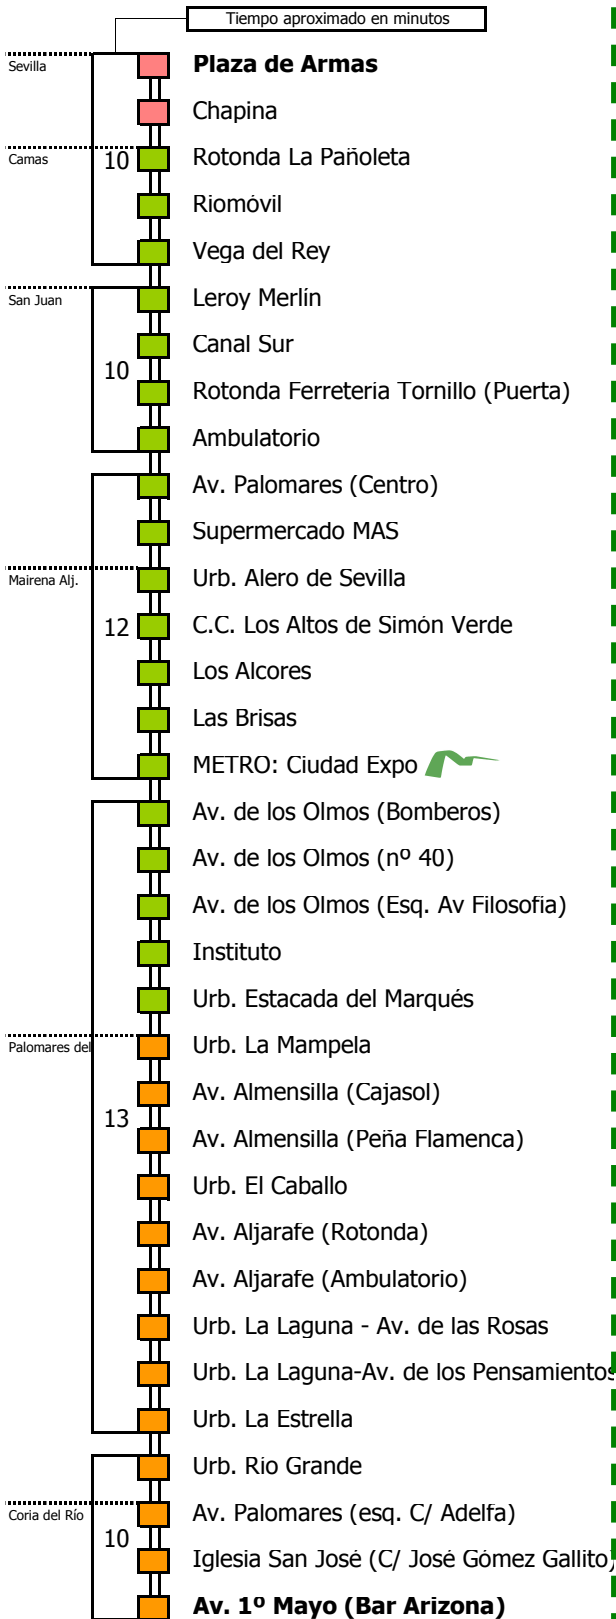 Tiempo aproximado en minutos
Sevilla
Plaza de Armas
Chapina
Camas
10
Rotonda La Pañoleta
Riomóvil
Vega del Rey
San Juan
Leroy Merlín
Canal Sur
10
Rotonda Ferreteria Tornillo (Puerta)
Ambulatorio
Av. Palomares (Centro)
Supermercado MAS
Mairena Alj.
Urb. Alero de Sevilla
12
C.C. Los Altos de Simón Verde
Los Alcores
Las Brisas
METRO: Ciudad Expo
Av. de los Olmos (Bomberos)
Av. de los Olmos (nº 40)
Av. de los Olmos (Esq. Av Filosofia)
Instituto
Urb. Estacada del Marqués
Palomares del
Urb. La Mampela
Av. Almensilla (Cajasol)
13
Av. Almensilla (Peña Flamenca)
Urb. El Caballo
Av. Aljarafe (Rotonda)
Av. Aljarafe (Ambulatorio)
Urb. La Laguna - Av. de las Rosas
Urb. La Laguna-Av. de los Pensamientos
Urb. La Estrella
Urb. Rio Grande
Coria del Río
Av. Palomares (esq. C/ Adelfa)
10
Iglesia San José (C/ José Gómez Gallito)
Av. 1º Mayo (Bar Arizona)